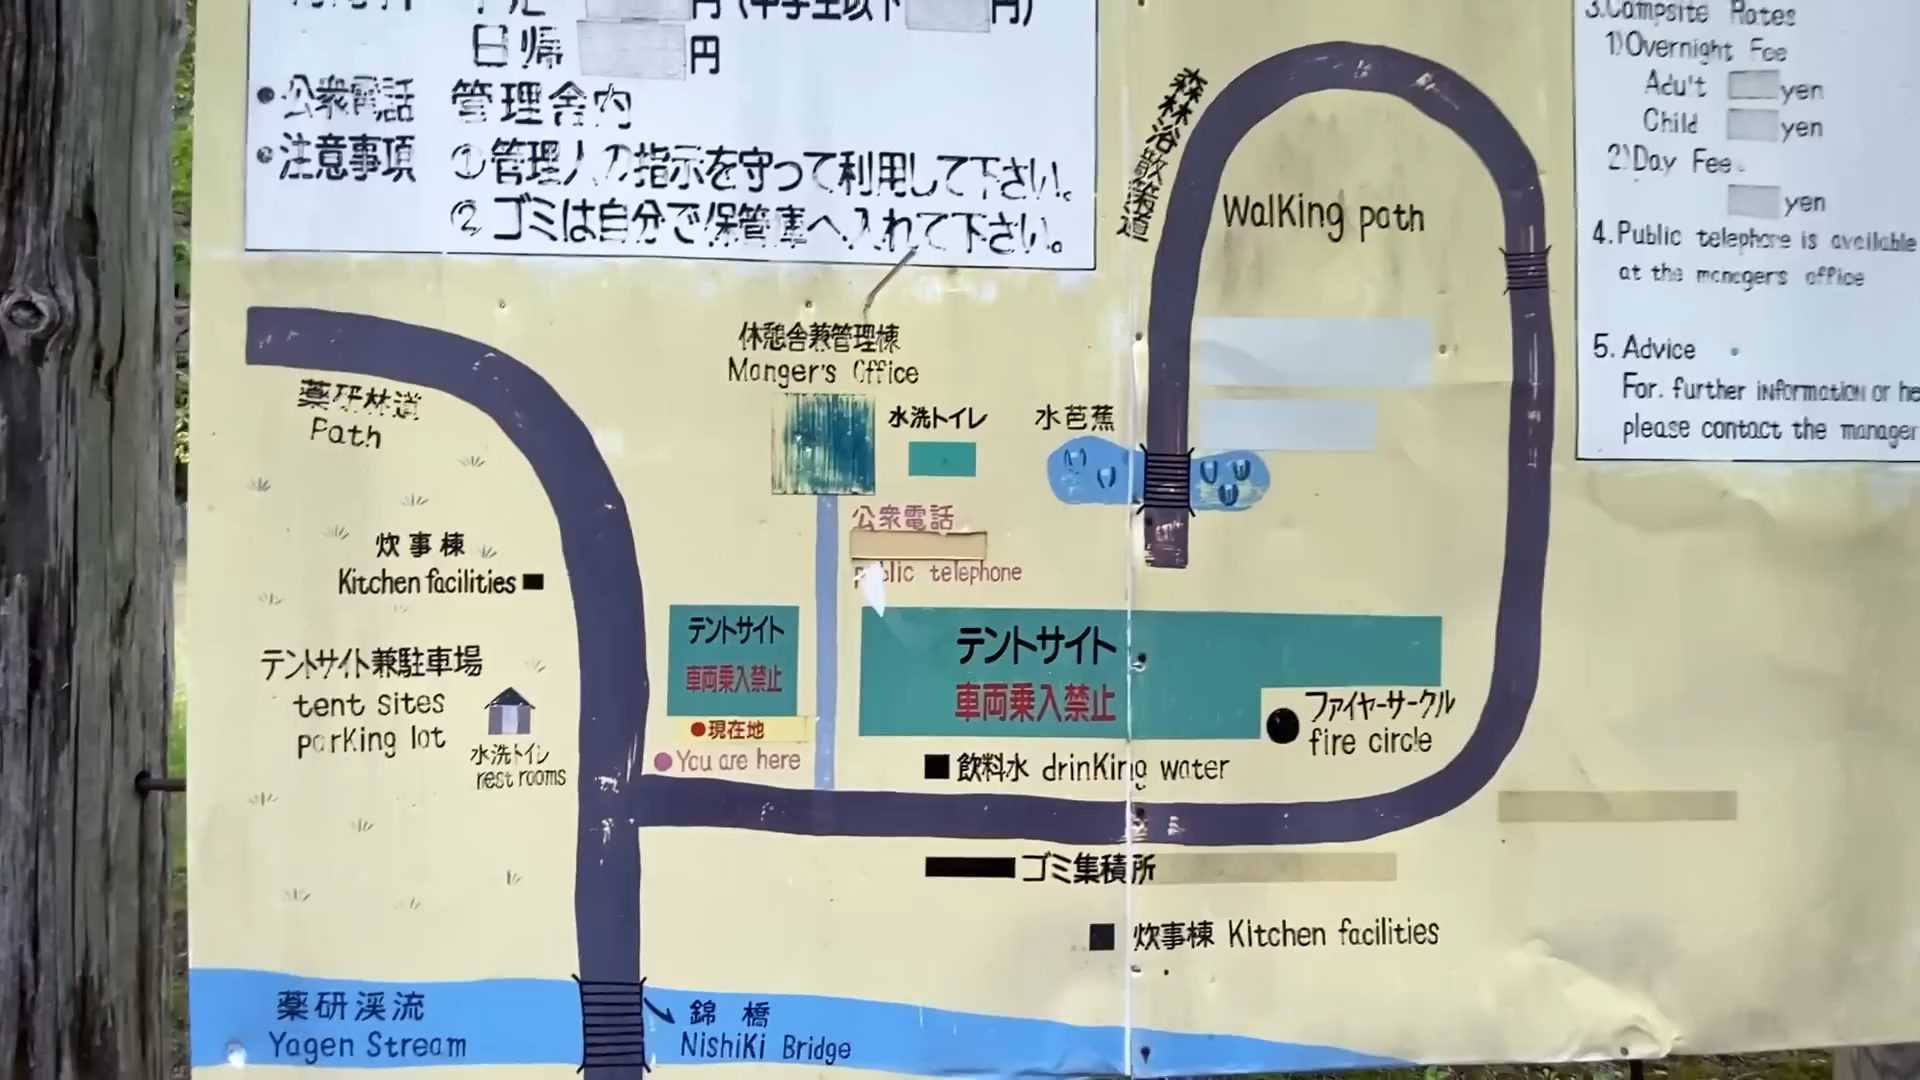 日帰 円
●公衆電話 管理舎内
●注意事項 ①管理人の指示を守って利用して下さい。
② ゴミは自分で保管庫へ入れて下さい。
3.Campsite Rates
1)Overnight Fee
Adult yen
Child yen
2)Day Fee
yen
4.Public telephone is available
at the manager's office
5. Advice
For. further information or he
please contact the manager
森林浴散策道
Walking path
休憩舎兼管理棟
Manger's Office
水洗トイレ
水芭蕉
薬研林道
Path
公衆電話
public telephone
炊事棟
Kitchen facilities
テントサイト
車両乗入禁止
テントサイト
車両乗入禁止
テントサイト兼駐車場
tent sites
parking lot
水洗トイレ
rest rooms
●現在地
●You are here
ファイヤーサークル
fire circle
飲料水 drinking water
ゴミ集積所
炊事棟 Kitchen facilities
薬研渓流
Yagen Stream
錦橋
Nishiki Bridge